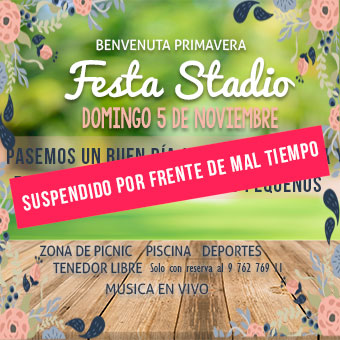 BENVENUTA PRIMAVERA
Festa Stadio
DOMINGO 5 DE NOVIEMBRE
PASEMOS UN BUEN DÍA
SUSPENDIDO POR FRENTE DE MAL TIEMPO
PEQUEÑOS
ZONA DE PICNIC PISCINA DEPORTES
TENEDOR LIBRE Solo con reserva al 9 762 769 11
MUSICA EN VIVO